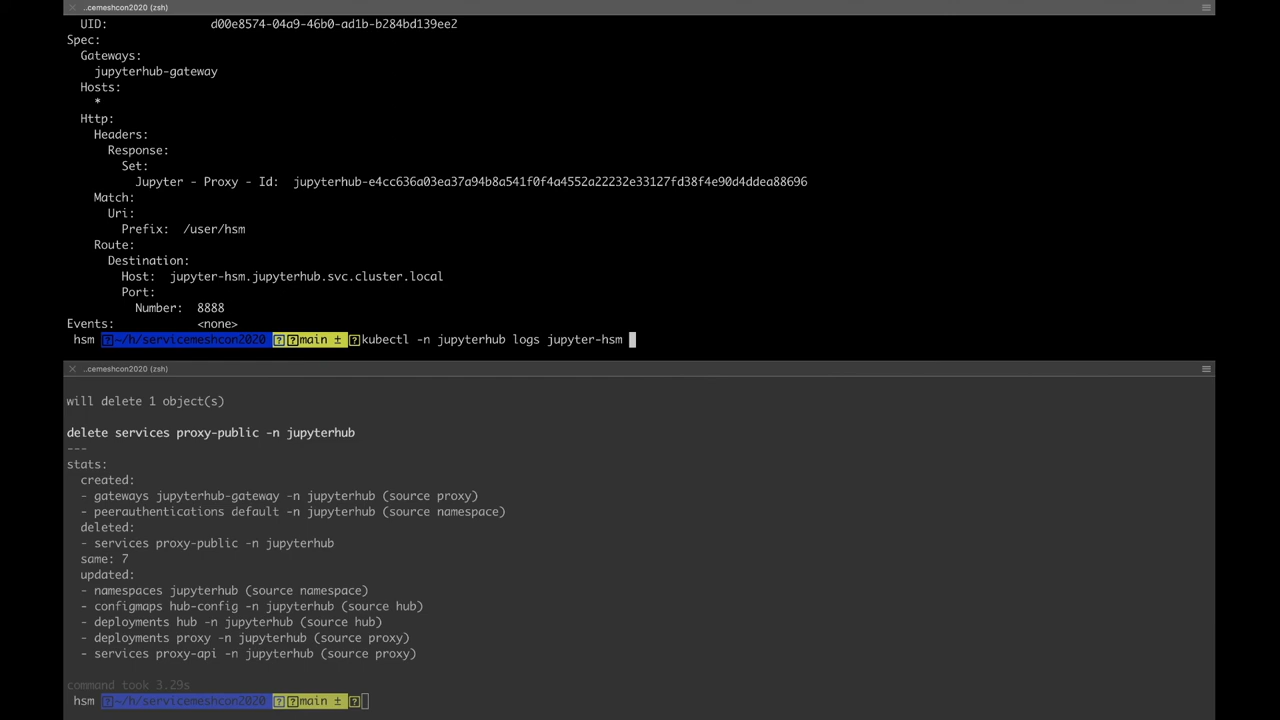 ..cemeshcon2020 (zsh)
UID: d00e8574-04a9-46b0-ad1b-b284bd139ee2
Spec:
Gateways:
jupyterhub-gateway
Hosts:
*
Http:
Headers:
Response:
Set:
Jupyter - Proxy - Id: jupyterhub-e4cc636a03ea37a94b8a541f0f4a4552a22232e33127fd38f4e90d4ddea88696
Match:
Uri:
Prefix: /user/hsm
Route:
Destination:
Host: jupyter-hsm.jupyterhub.svc.cluster.local
Port:
Number: 8888
Events: <none>
hsm ~/h/servicemeshcon2020 main ± kubectl -n jupyterhub logs jupyter-hsm
..cemeshcon2020 (zsh)
will delete 1 object(s)
delete services proxy-public -n jupyterhub
---
stats:
created:
- gateways jupyterhub-gateway -n jupyterhub (source proxy)
- peerauthentications default -n jupyterhub (source namespace)
deleted:
- services proxy-public -n jupyterhub
same: 7
updated:
- namespaces jupyterhub (source namespace)
- configmaps hub-config -n jupyterhub (source hub)
- deployments hub -n jupyterhub (source hub)
- deployments proxy -n jupyterhub (source proxy)
- services proxy-api -n jupyterhub (source proxy)
command took 3.29s
hsm ~/h/servicemeshcon2020 main ±